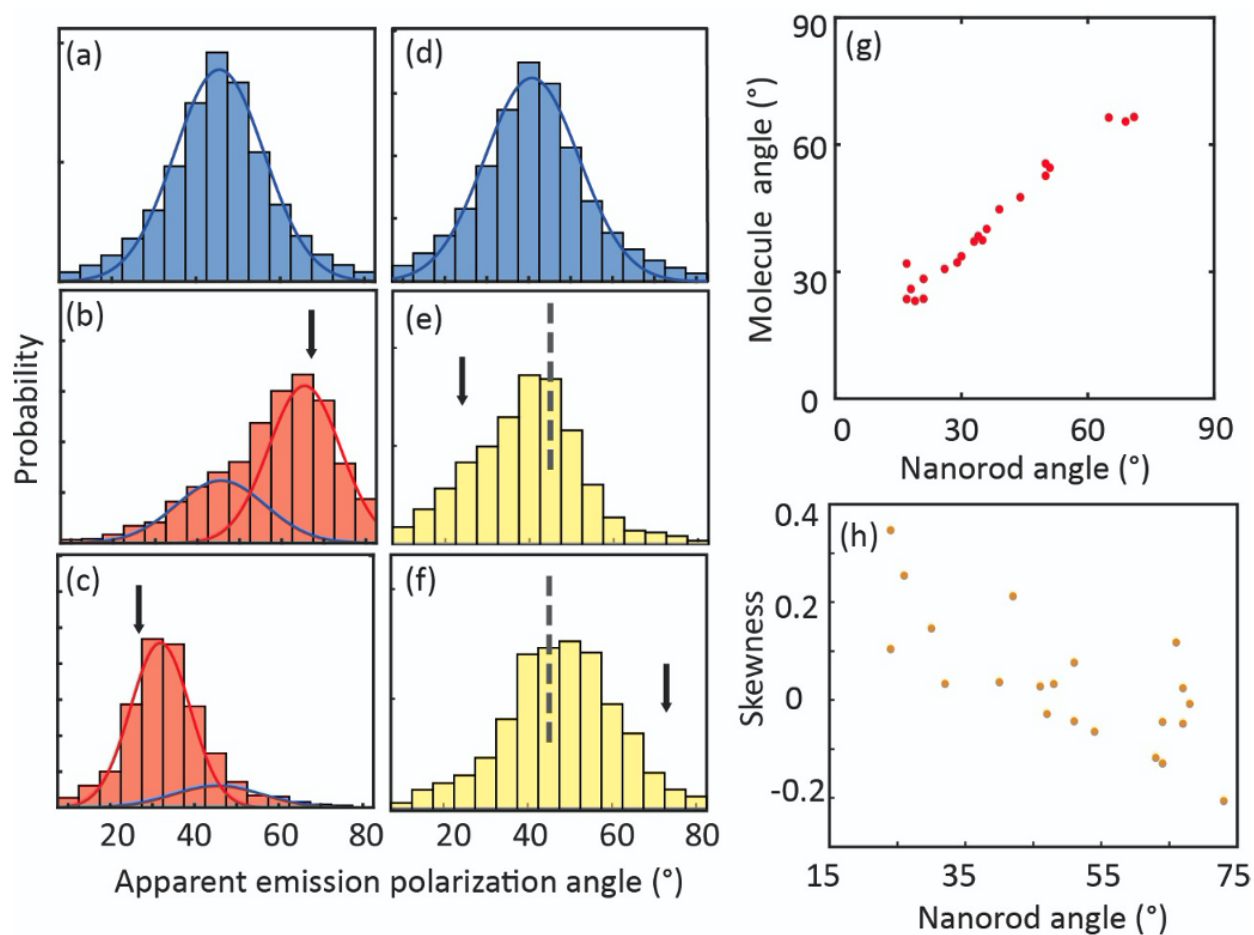 (a)
(d)
(b)
(e)
(c)
(f)
Probability
20 40 60 80
20 40 60 80
Apparent emission polarization angle (°)
(g)
90
60
30
0
Molecule angle (°)
0 30 60 90
Nanorod angle (°)
(h)
0.4
0.2
0
-0.2
Skewness
15 35 55 75
Nanorod angle (°)